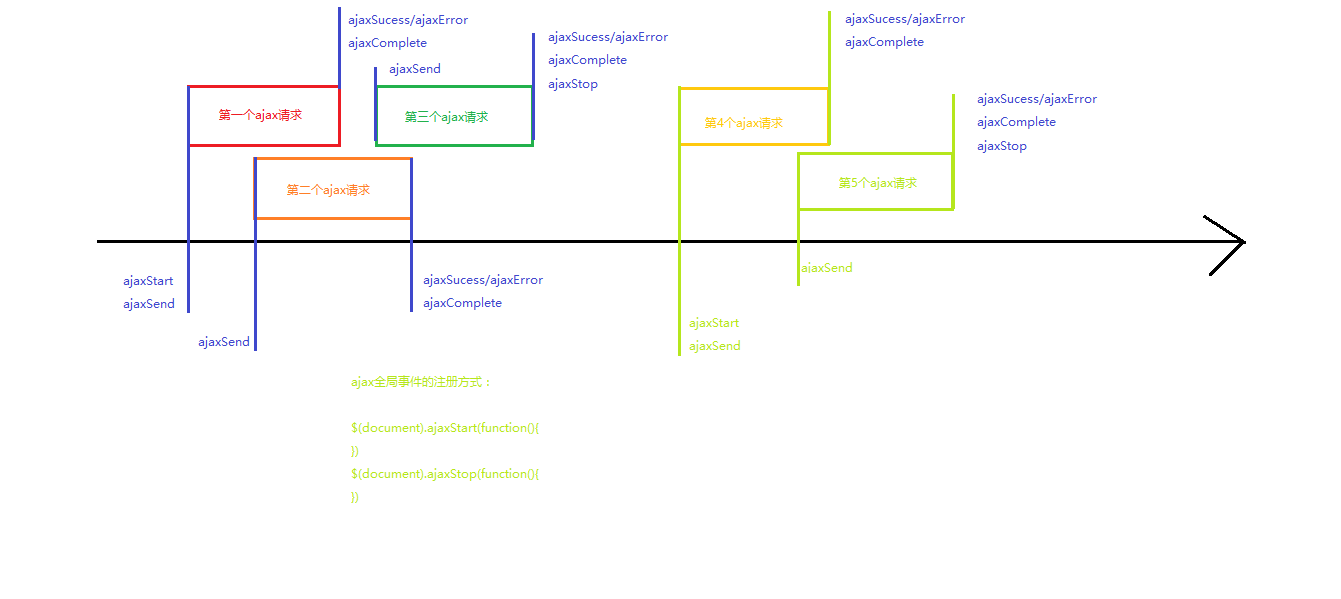 ajaxSucess/ajaxError
ajaxComplete
ajaxSend
ajaxSucess/ajaxError
ajaxComplete
ajaxStop
ajaxSucess/ajaxError
ajaxComplete
第一个ajax请求
第三个ajax请求
第4个ajax请求
ajaxSucess/ajaxError
ajaxComplete
ajaxStop
第二个ajax请求
第5个ajax请求
ajaxStart
ajaxSend
ajaxSend
ajaxSucess/ajaxError
ajaxComplete
ajaxSend
ajaxStart
ajaxSend
ajax全局事件的注册方式：
$(document).ajaxStart(function(){
})
$(document).ajaxStop(function(){
})